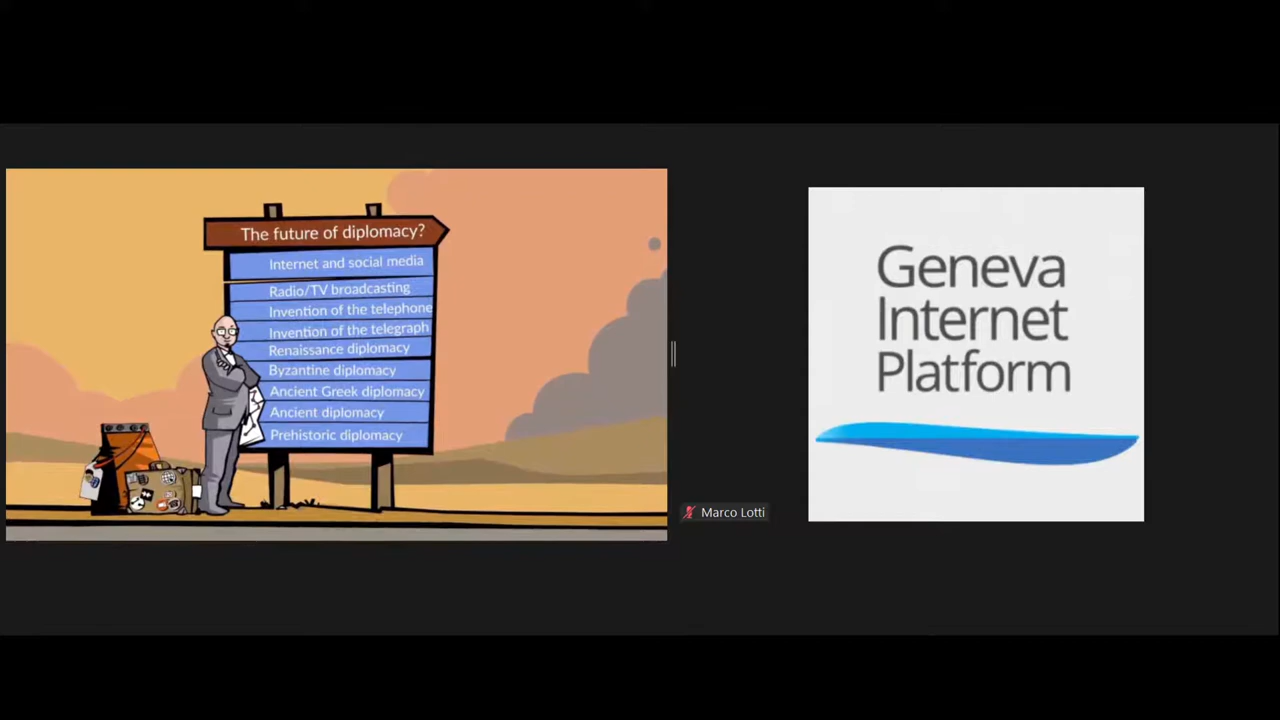 The future of diplomacy?
Internet and social media
Radio/TV broadcasting
Invention of the telephone
Invention of the telegraph
Renaissance diplomacy
Byzantine diplomacy
Ancient Greek diplomacy
Ancient diplomacy
Prehistoric diplomacy
Geneva
Internet
Platform
Marco Lotti